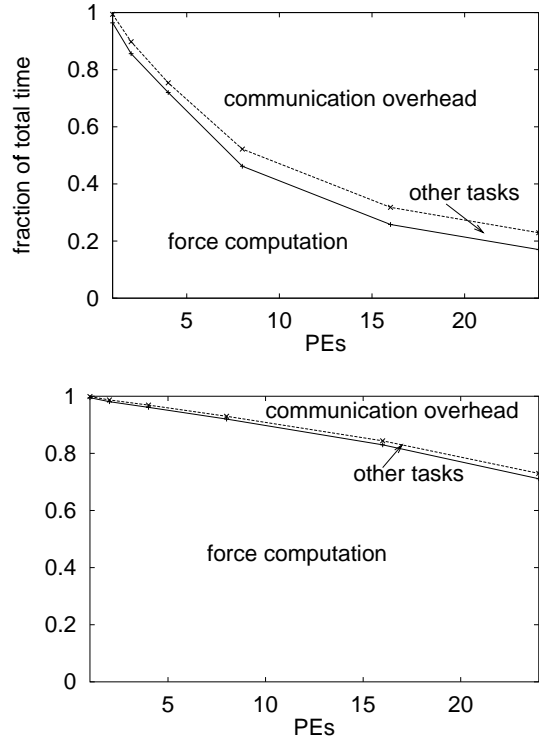 fraction of total time
1
0.8
0.6
0.4
0.2
0
communication overhead
other tasks
force computation
5
10
15
20
PEs
1
0.8
0.6
0.4
0.2
0
communication overhead
other tasks
force computation
5
10
15
20
PEs